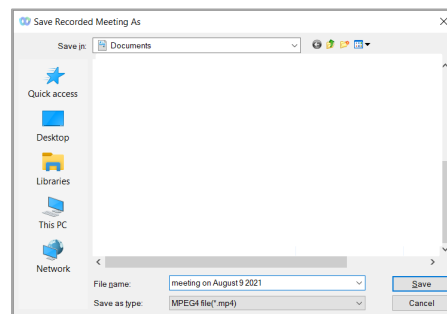 Save Recorded Meeting As
Save in: Documents
Quick access
Desktop
Libraries
This PC
Network
File name: meeting on August 9 2021 Save
Save as type: MPEG4 file(*.mp4) Cancel